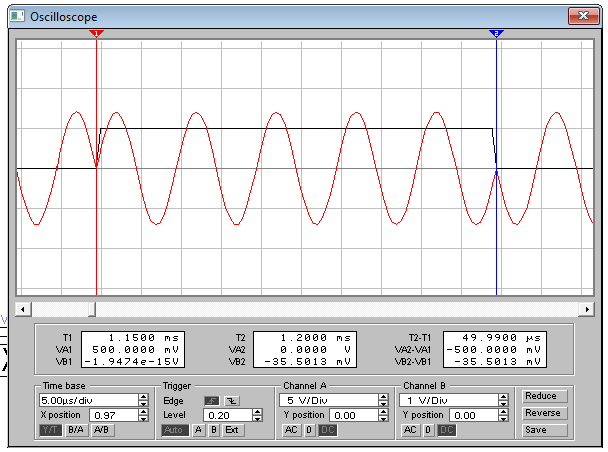 Oscilloscope
1 2
T1 1.1500 ms T2 1.2000 ms T2-T1 49.9900 µs
VA1 500.0000 mV VA2 0.0000 V VA2-VA1 -500.0000 mV
VB1 -1.9474e-15V VB2 -35.5013 mV VB2-VB1 -35.5013 mV
Time base Trigger Channel A Channel B
5.00µs/div Edge 5 V/Div 1 V/Div Reduce
X position 0.97 Level 0.20 Y position 0.00 Y position 0.00 Reverse
Y/T B/A A/B Auto A B Ext AC 0 DC AC 0 DC Save